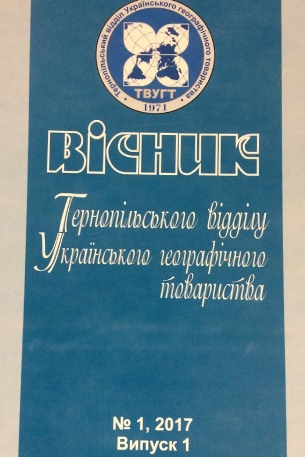 Тернопільський відділ Українського географічного товариства
ТВУГТ
1971
ВІСНИК
Тернопільського відділу
Українського географічного
товариства
№ 1, 2017
Випуск 1